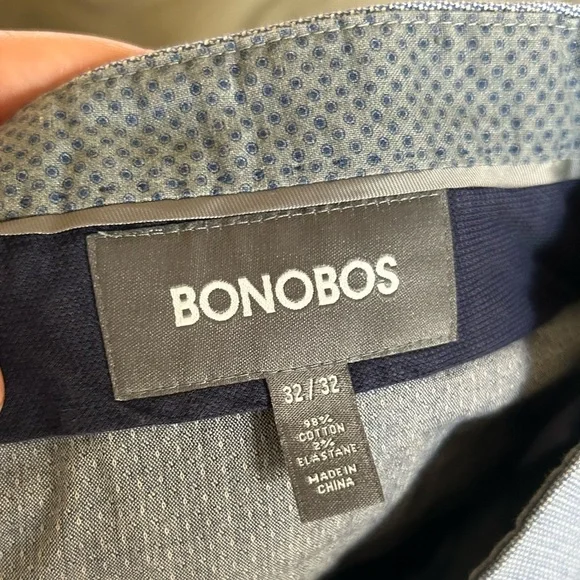 BONOBOS
32 / 32
98%
COTTON
2%
ELASTANE
MADE IN
CHINA